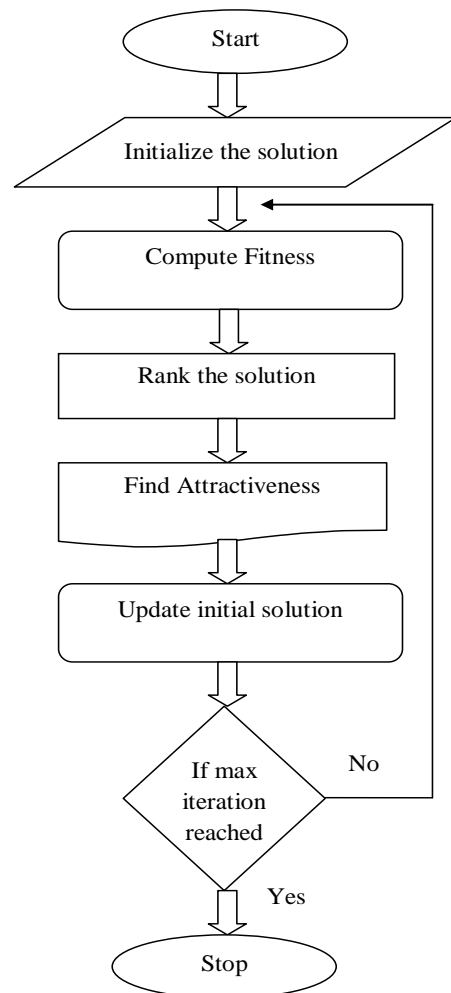 Start
Initialize the solution
Compute Fitness
Rank the solution
Find Attractiveness
Update initial solution
If max
iteration
reached
No
Yes
Stop